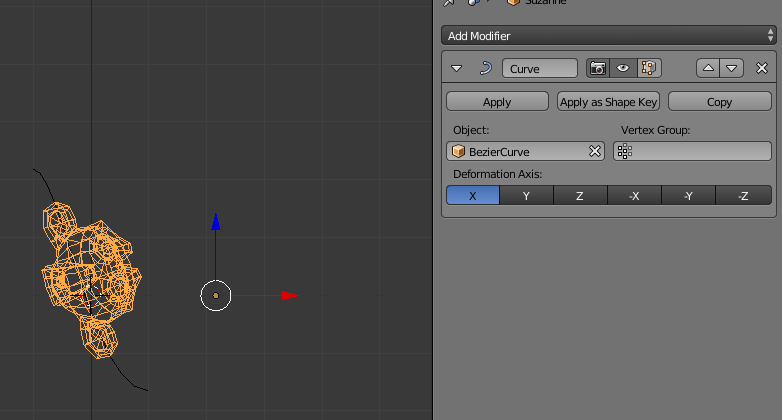 Suzanne
Add Modifier
Curve
Apply
Apply as Shape Key
Copy
Object:
Vertex Group:
BezierCurve
Deformation Axis:
X
Y
Z
-X
-Y
-Z